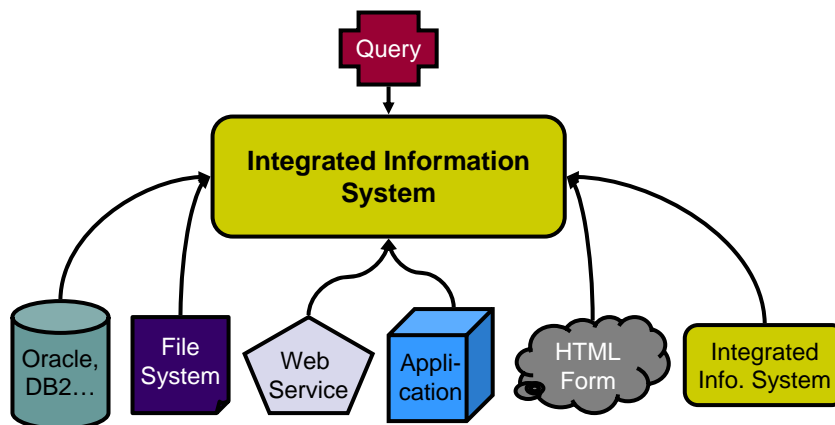 Query
Integrated Information
System
Oracle,
DB2…
File
System
Web
Service
Appli-
cation
HTML
Form
Integrated
Info. System